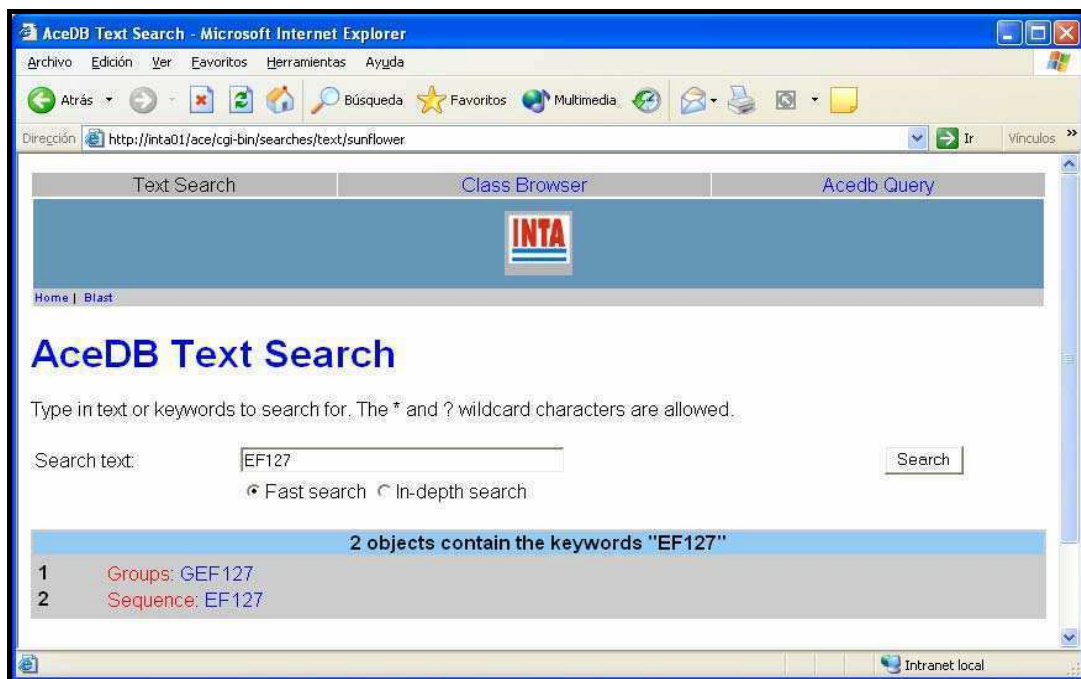 AceDB Text Search - Microsoft Internet Explorer
Archivo Edición Ver Favoritos Herramientas Ayuda
Atrás Búsqueda Favoritos Multimedia
Dirección http://inta01/ace/cgi-bin/searches/text/sunflower Ir Vínculos »
Text Search Class Browser Acedb Query
INTA
Home | Blast
AceDB Text Search
Type in text or keywords to search for. The * and ? wildcard characters are allowed.
Search text: EF127 Search
Fast search In-depth search
2 objects contain the keywords "EF127"
1 Groups: GEF127
2 Sequence: EF127
Intranet local